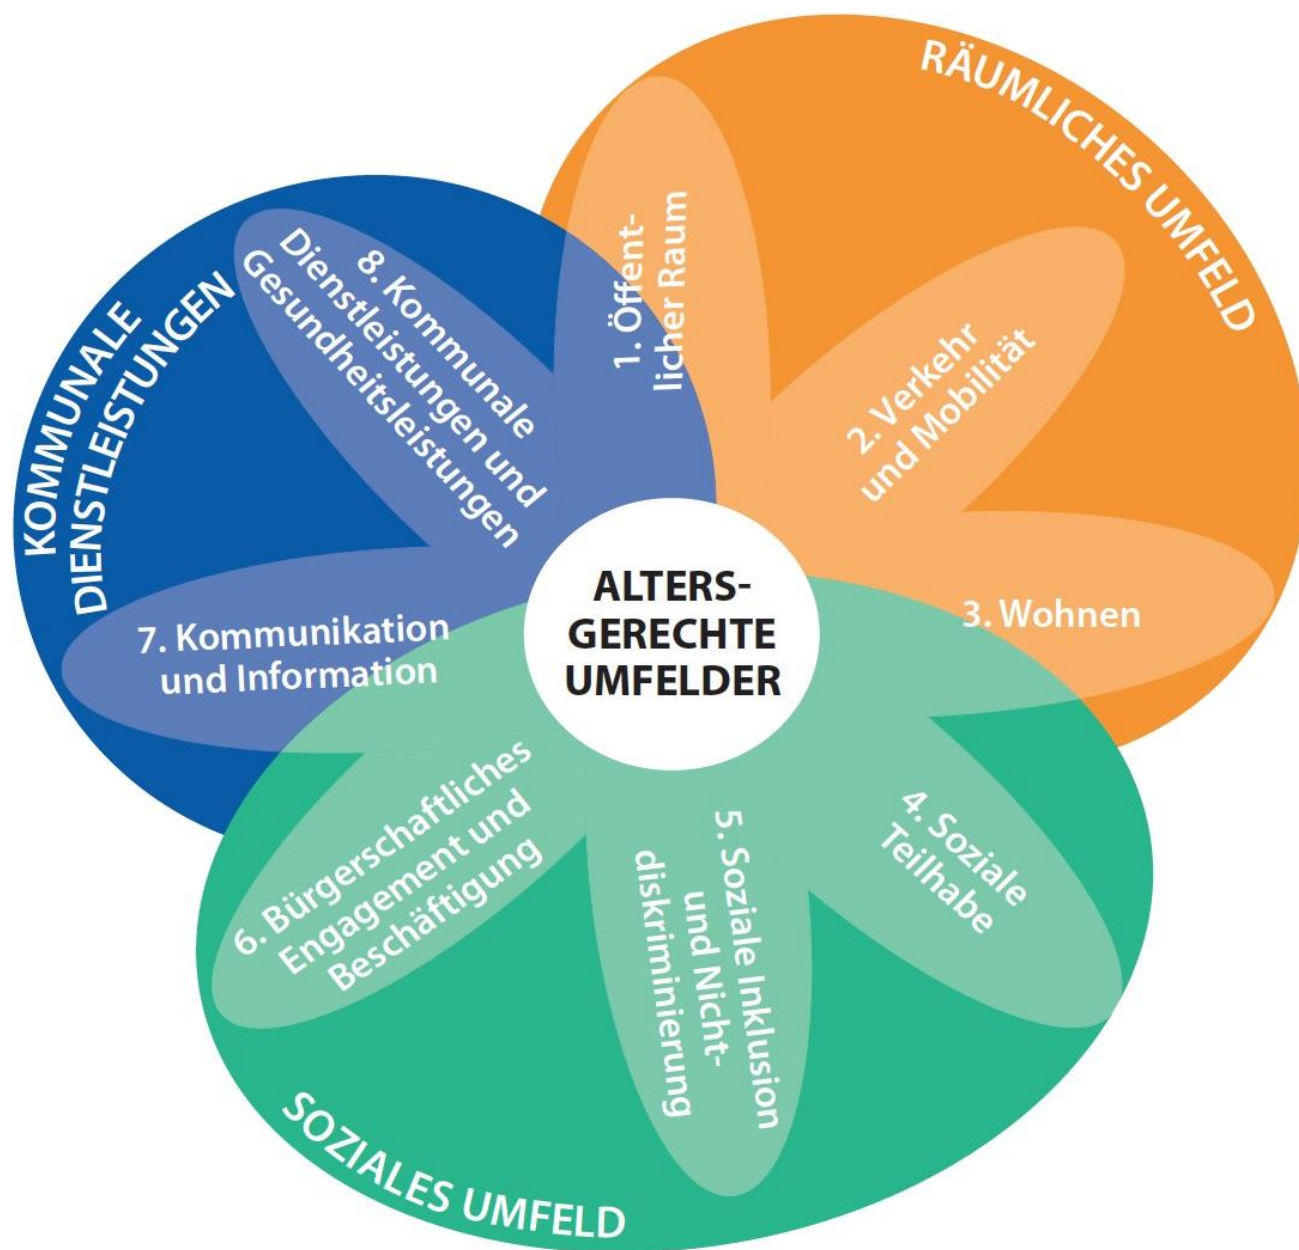 RÄUMLICHES UMFELD
1. Öffent-
licher Raum
2. Verkehr
und Mobilität
3. Wohnen
ALTERS-
GERECHTE
UMFELDER
4. Soziale
Teilhabe
5. Soziale Inklusion
und Nicht-
diskriminierung
6. Bürgerschaftliches
Engagement und
Beschäftigung
SOZIALES UMFELD
7. Kommunikation
und Information
8. Kommunale
Dienstleistungen und
Gesundheitsleistungen
KOMMUNALE
DIENSTLEISTUNGEN